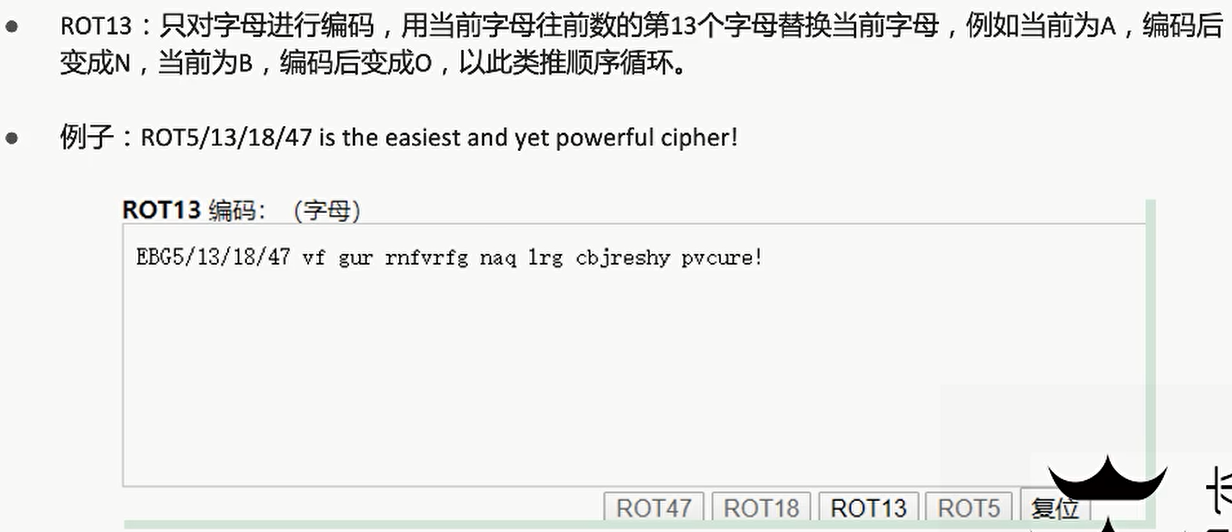 ROT13：只对字母进行编码，用当前字母往前数的第13个字母替换当前字母，例如当前为A，编码后
变成N，当前为B，编码后变成O，以此类推顺序循环。
例子：ROT5/13/18/47 is the easiest and yet powerful cipher!
ROT13 编码： （字母）
EBG5/13/18/47 vf gur rnfvrfg naq lrg cbjreshy pvcure!
ROT47 ROT18 ROT13 ROT5 复位
长